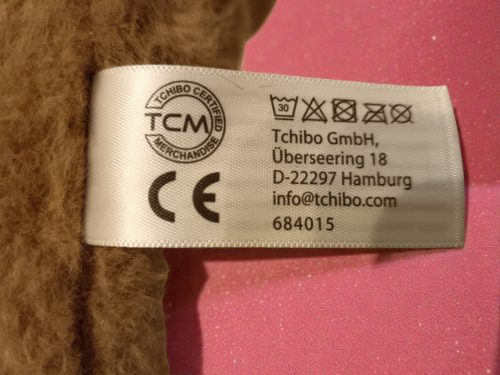 TCHIBO CERTIFIED
TCM
MERCHANDISE
CE
30
Tchibo GmbH,
Überseering 18
D-22297 Hamburg
info@tchibo.com
684015